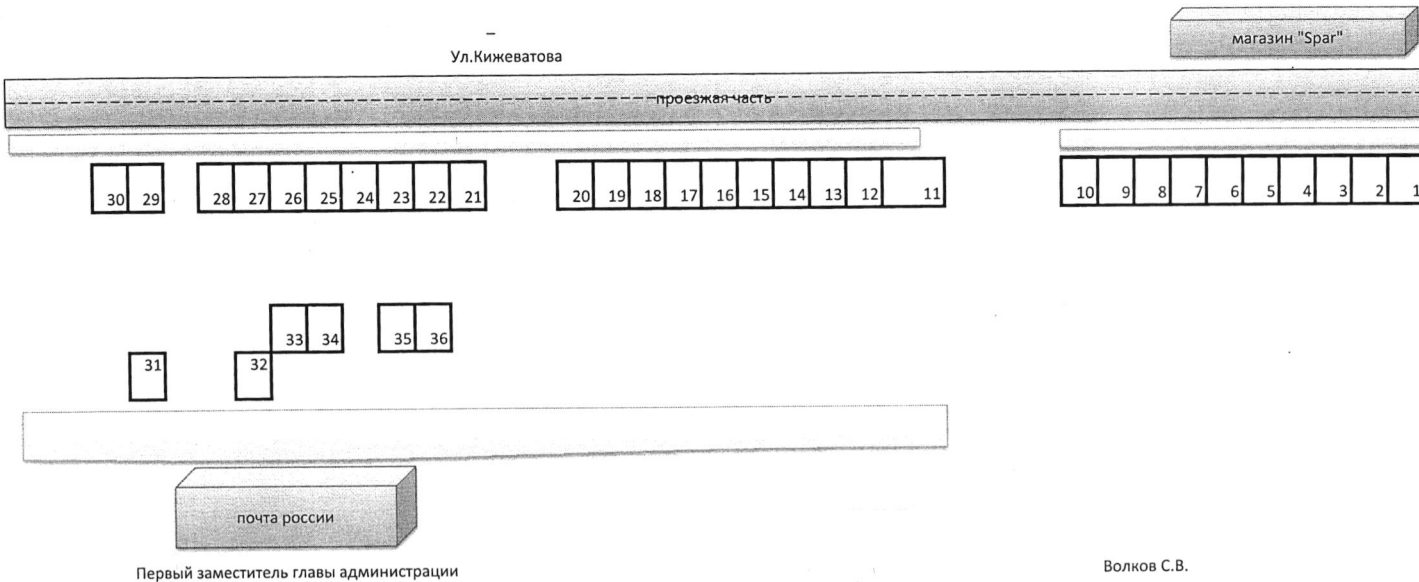 Ул.Кижеватова
магазин "Spar"
проезжая часть
30 29 28 27 26 25 24 23 22 21 20 19 18 17 16 15 14 13 12 11 10 9 8 7 6 5 4 3 2 1
33 34 35 36
31 32
почта россии
Первый заместитель главы администрации
Волков С.В.